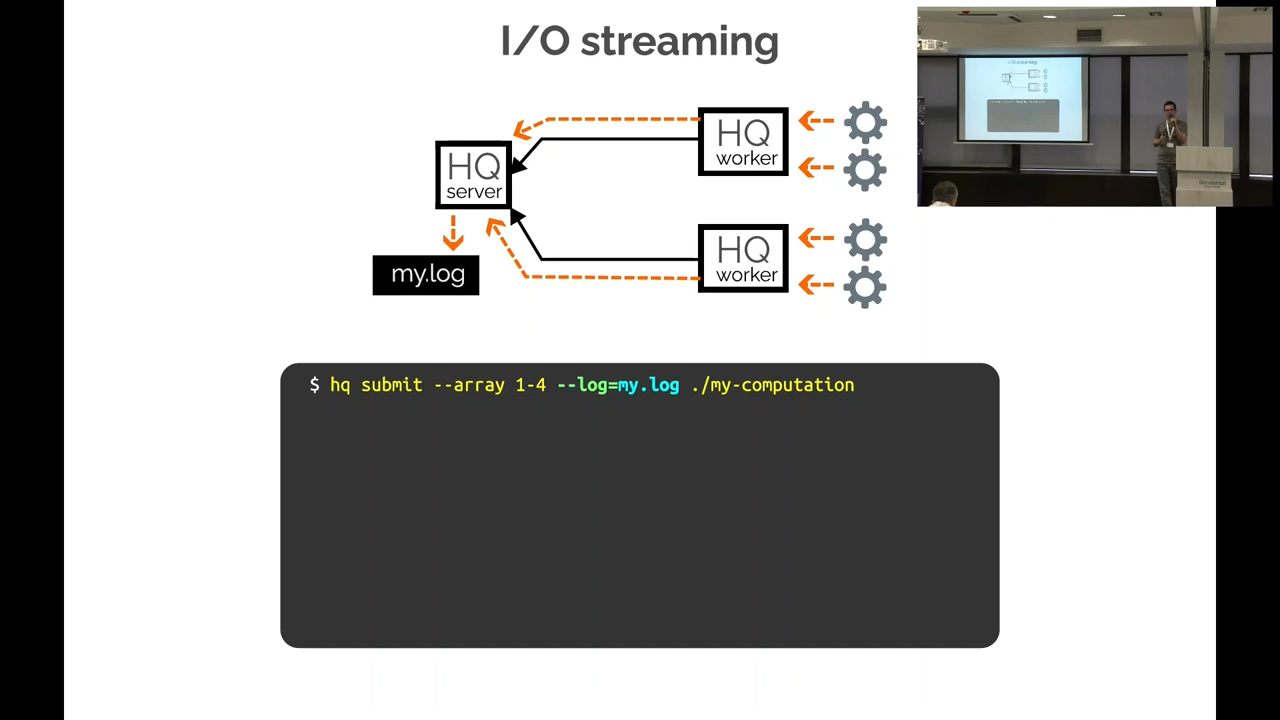 I/O streaming
HQ
worker
HQ
server
HQ
worker
my.log
$ hq submit --array 1-4 --log=my.log ./my-computation